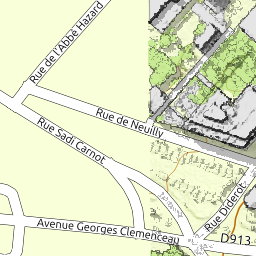 Rue de l'Abbé Hazard
Rue de Neuilly
Rue Sadi Carnot
Rue Diderot
Avenue Georges Clemenceau
D913